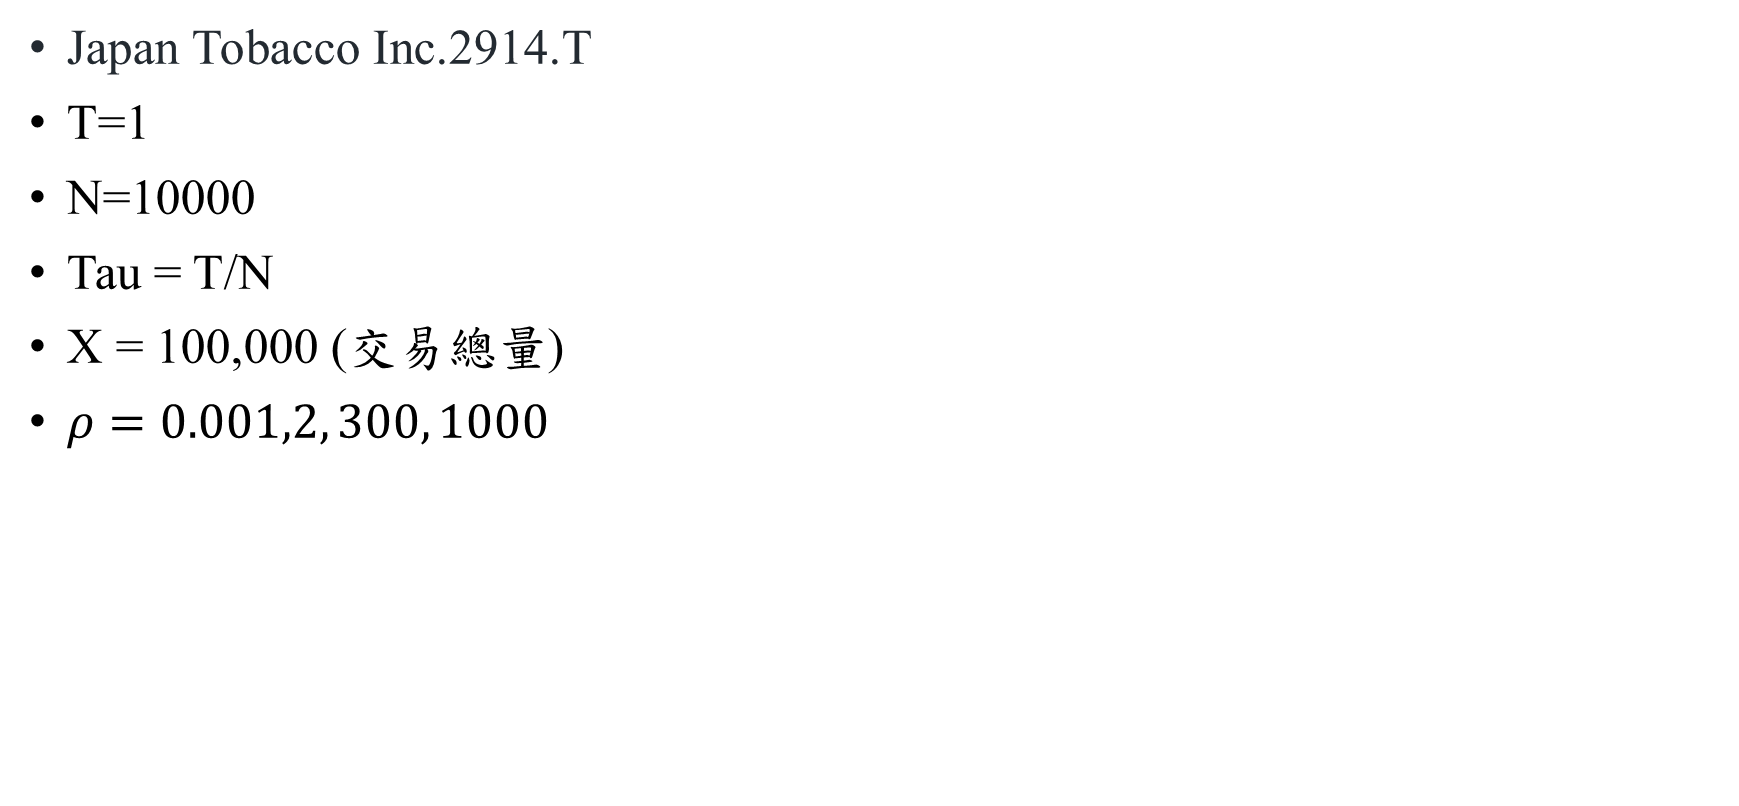 • Japan Tobacco Inc.2914.T
• T=1
• N=10000
• Tau = T/N
• X = 100,000 (交易總量)
• 𝜌 = 0.001,2, 300, 1000